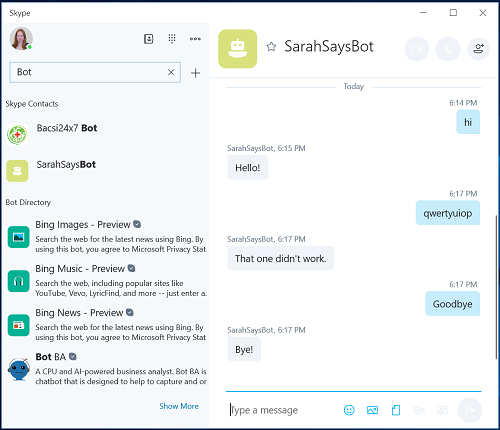 Skype
Bot
Skype Contacts
Bacsi24x7 Bot
SarahSaysBot
Bot Directory
Bing Images - Preview
Search the web for the latest news using Bing. By
using this bot, you agree to Microsoft Privacy Stat
Bing Music - Preview
Search the web, including popular sites like
YouTube, Vevo, LyricFind, and more -- just enter a.
Bing News - Preview
Search the web for the latest news using Bing. By
using this bot, you agree to Microsoft Privacy Stat.
Bot BA
A CPU and AI-powered business analyst. Bot BA is
chatbot that is designed to help to capture and or
Show More
SarahSaysBot
Today
6:14 PM
hi
SarahSaysBot, 6:15 PM
Hello!
6:17 PM
qwertyuiop
SarahSaysBot, 6:17 PM
That one didn't work.
6:17 PM
Goodbye
SarahSaysBot, 6:17 PM
Bye!
Type a message